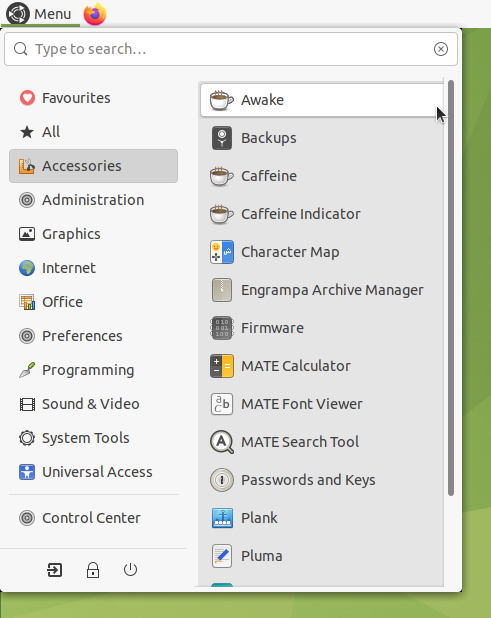 Menu
Type to search...
Favourites
All
Accessories
Administration
Graphics
Internet
Office
Preferences
Programming
Sound & Video
System Tools
Universal Access
Control Center
Awake
Backups
Caffeine
Caffeine Indicator
Character Map
Engrampa Archive Manager
Firmware
MATE Calculator
MATE Font Viewer
MATE Search Tool
Passwords and Keys
Plank
Pluma